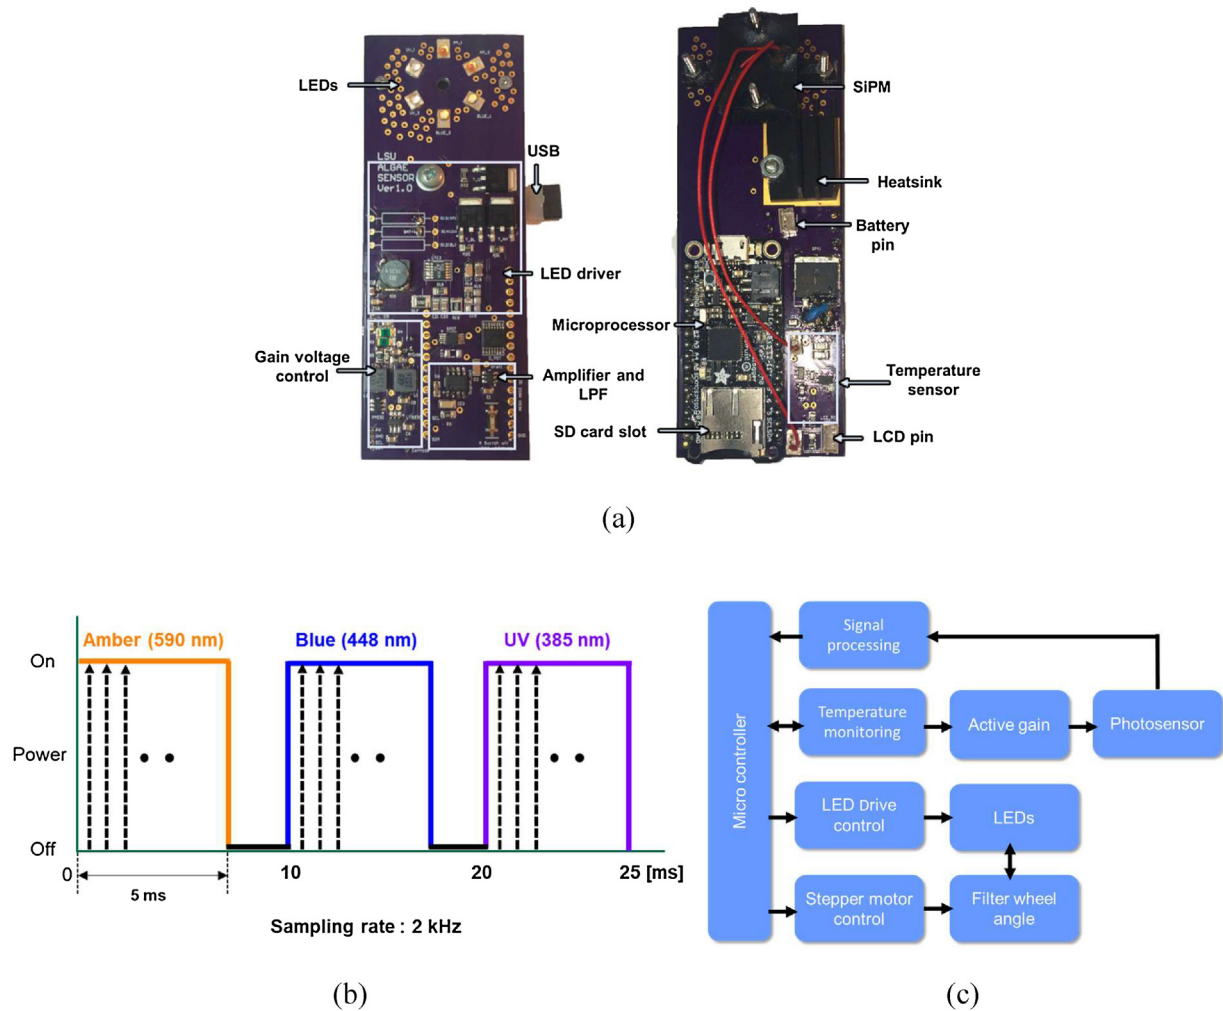 LEDs
LSU
ALGAE
SENSOR
Ver1.0
USB
LED driver
Gain voltage
control
Amplifier and
LPF
SiPM
Heatsink
Battery
pin
Microprocessor
Temperature
sensor
SD card slot
LCD pin
(a)
Amber (590 nm)
Blue (448 nm)
UV (385 nm)
On
Power
Off
0
10
20
25 [ms]
5 ms
Sampling rate : 2 kHz
(b)
Micro controller
Signal
processing
Temperature
monitoring
Active gain
Photosensor
LED Drive
control
LEDs
Stepper motor
control
Filter wheel
angle
(c)